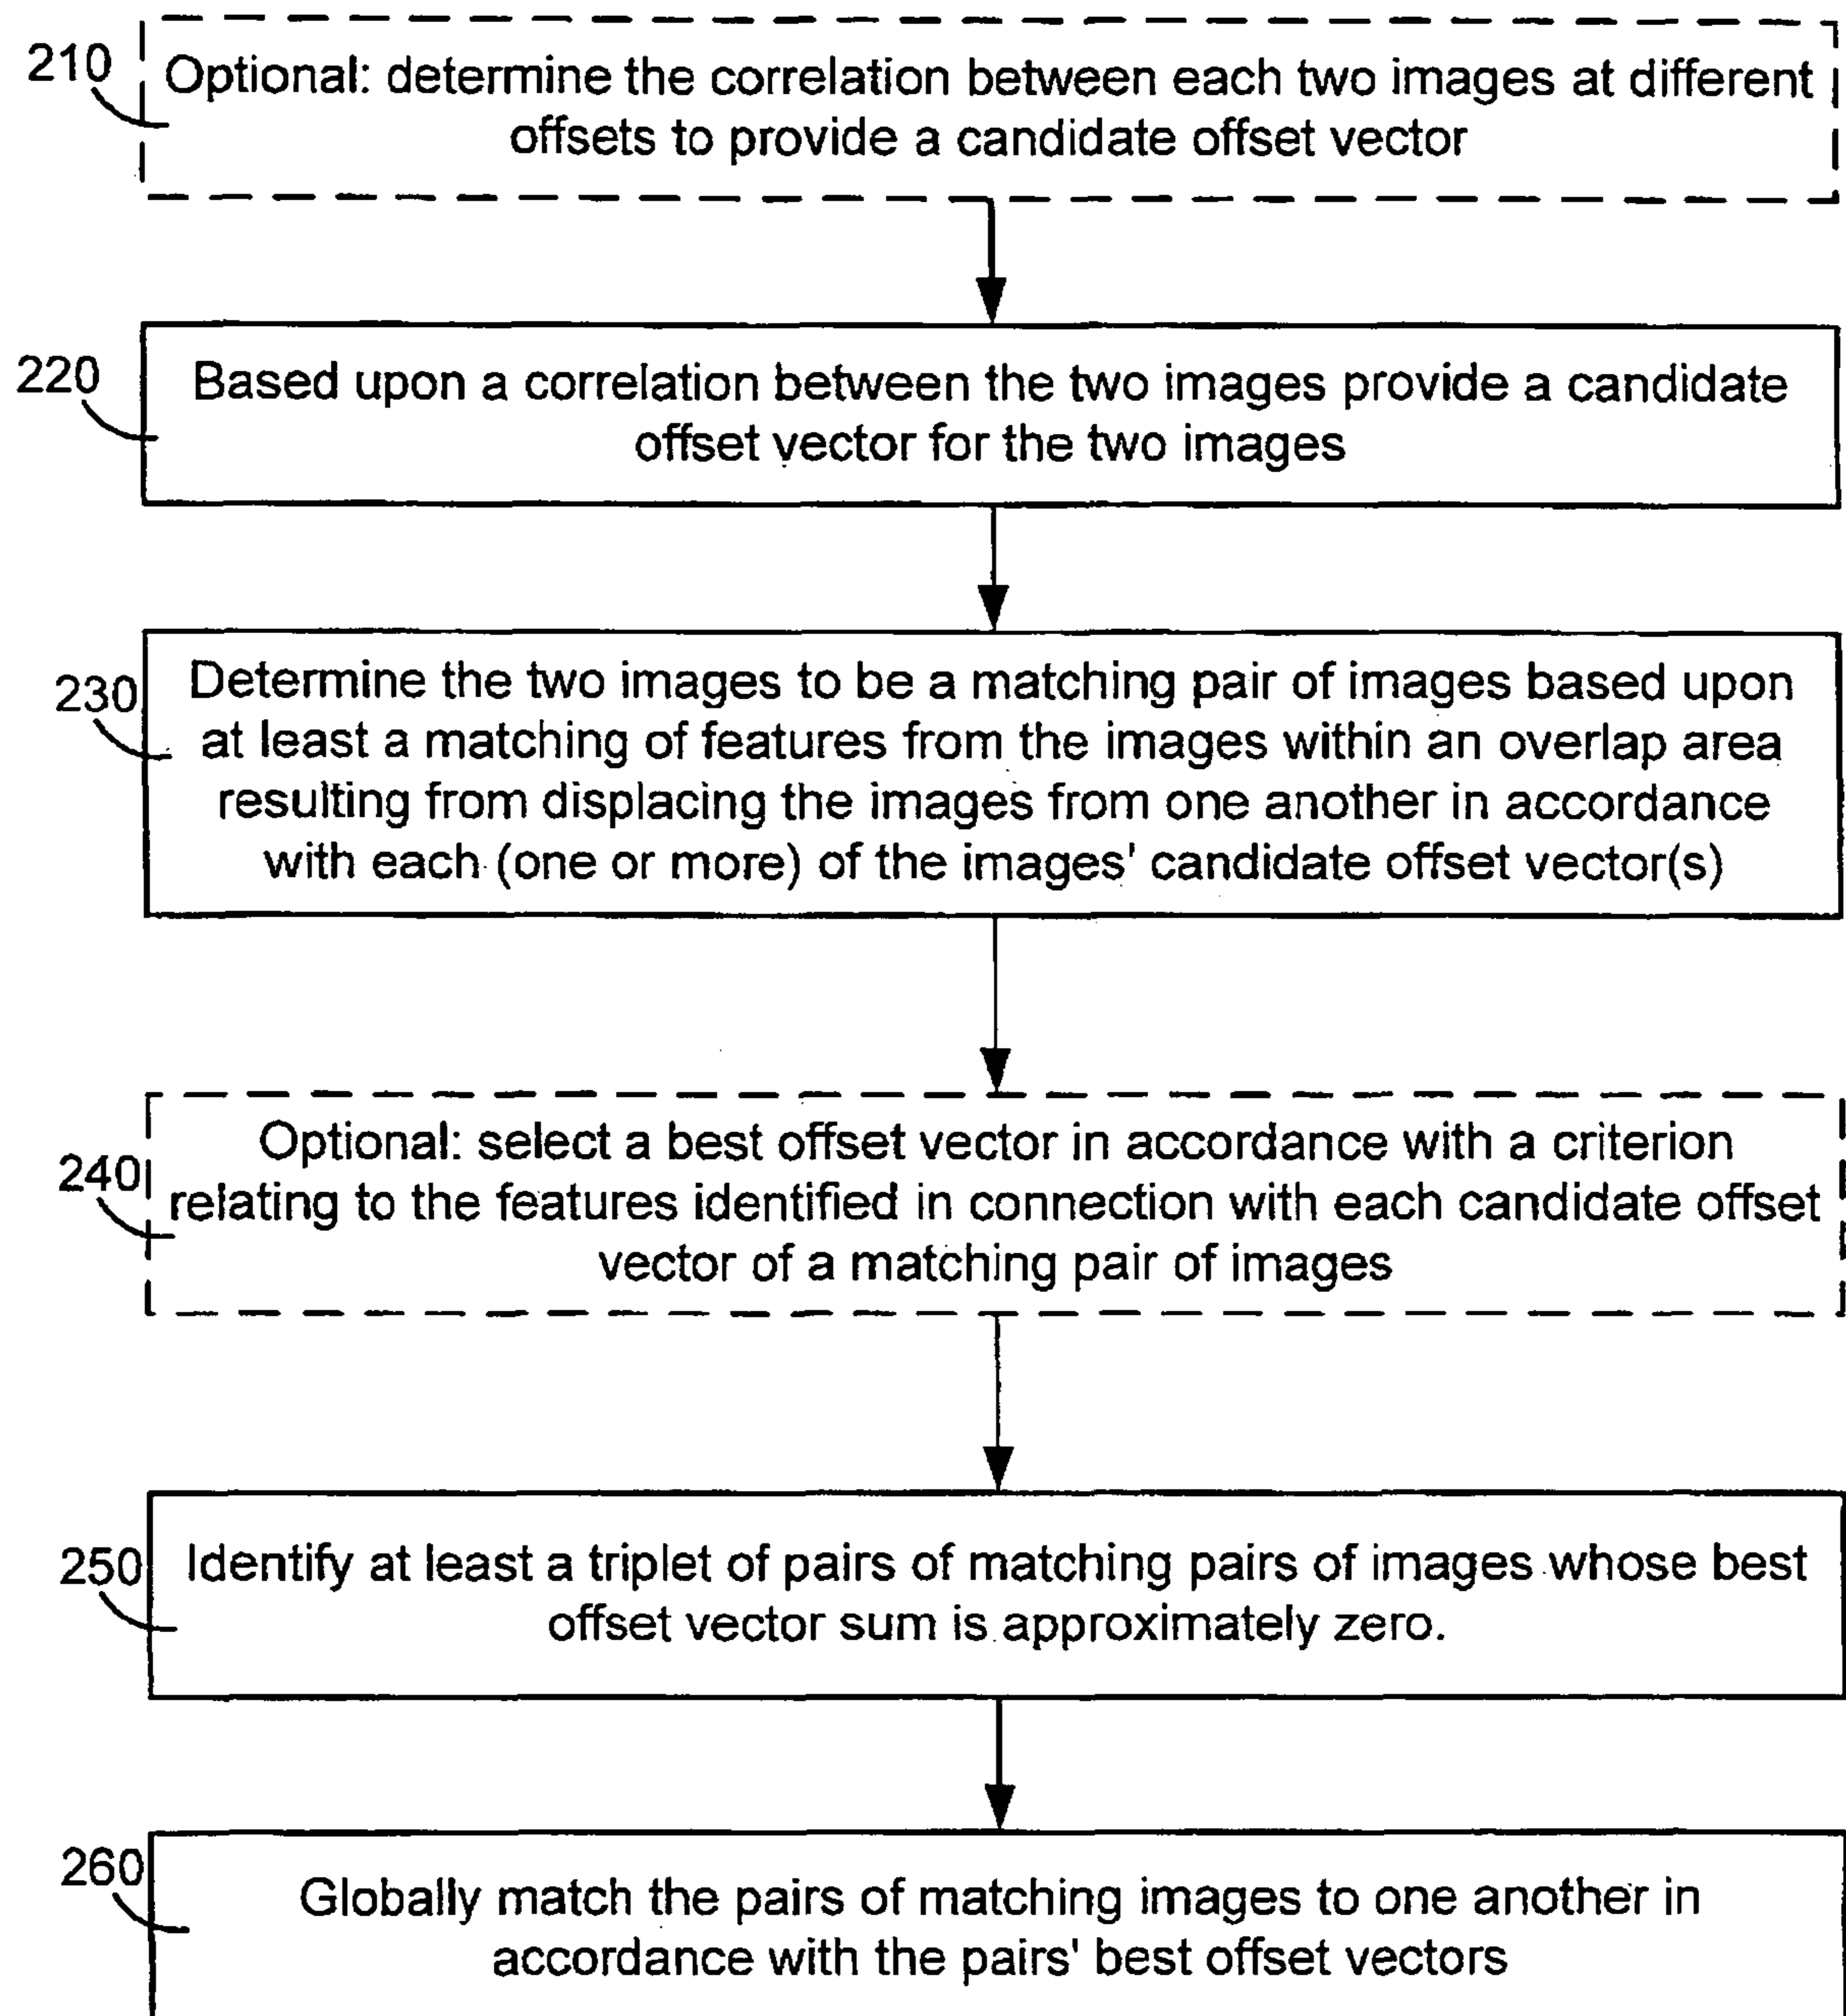 210
Optional: determine the correlation between each two images at different
offsets to provide a candidate offset vector
220
Based upon a correlation between the two images provide a candidate
offset vector for the two images
230
Determine the two images to be a matching pair of images based upon
at least a matching of features from the images within an overlap area
resulting from displacing the images from one another in accordance
with each (one or more) of the images' candidate offset vector(s)
240
Optional: select a best offset vector in accordance with a criterion
relating to the features identified in connection with each candidate offset
vector of a matching pair of images
250
Identify at least a triplet of pairs of matching pairs of images whose best
offset vector sum is approximately zero.
260
Globally match the pairs of matching images to one another in
accordance with the pairs' best offset vectors